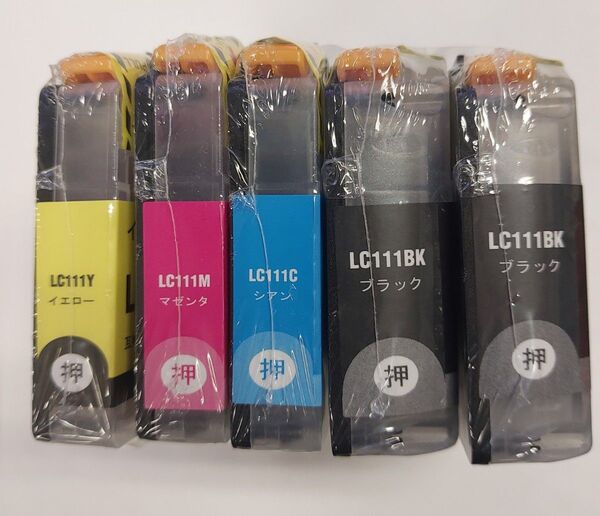 LC111Y
イエロー
押
LC111M
マゼンタ
押
LC111C
シアン
押
LC111BK
ブラック
押
LC111BK
ブラック
押